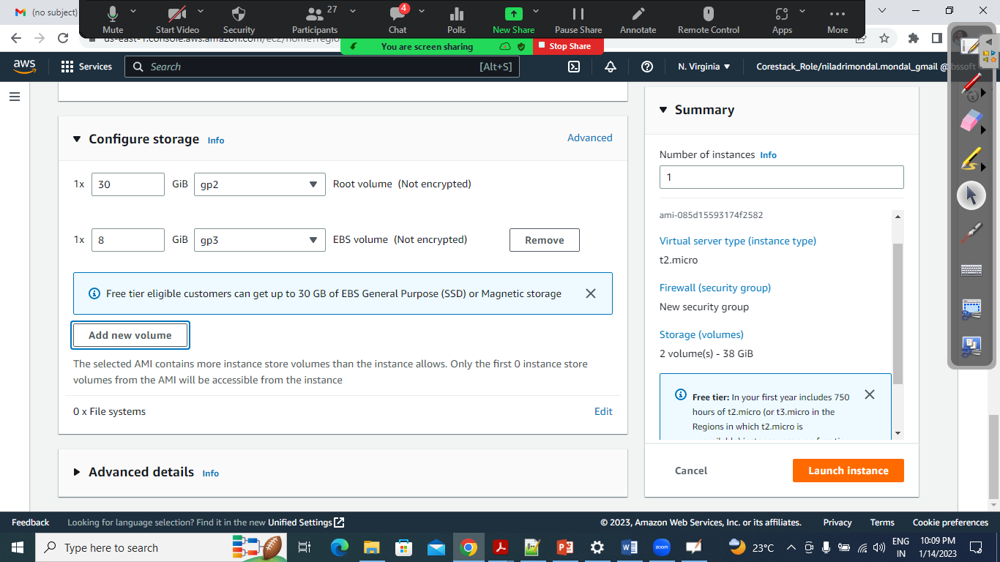 (no subject)
Mute
Start Video
Security
27
Participants
4
Chat
Polls
New Share
Pause Share
Annotate
Remote Control
Apps
More
us-east-1.console.aws.amazon.com/ec2/home?regio
You are screen sharing
Stop Share
aws
Services
Search
[Alt+S]
N. Virginia
Corestack_Role/niladrimondal.mondal_gmail @
Configure storage Info
Advanced
1x 30 GiB gp2 Root volume (Not encrypted)
1x 8 GiB gp3 EBS volume (Not encrypted) Remove
Free tier eligible customers can get up to 30 GB of EBS General Purpose (SSD) or Magnetic storage
Add new volume
The selected AMI contains more instance store volumes than the instance allows. Only the first 0 instance store
volumes from the AMI will be accessible from the instance
0 x File systems
Edit
Advanced details Info
Summary
Number of instances Info
1
ami-085d15593174f2582
Virtual server type (instance type)
t2.micro
Firewall (security group)
New security group
Storage (volumes)
2 volume(s) - 38 GiB
Free tier: In your first year includes 750
hours of t2.micro (or t3.micro in the
Regions in which t2.micro is
Cancel
Launch instance
Feedback
Looking for language selection? Find it in the new Unified Settings
© 2023, Amazon Web Services, Inc. or its affiliates.
Privacy
Terms
Cookie preferences
Type here to search
zoom
23°C
ENG
IN
10:09 PM
1/14/2023